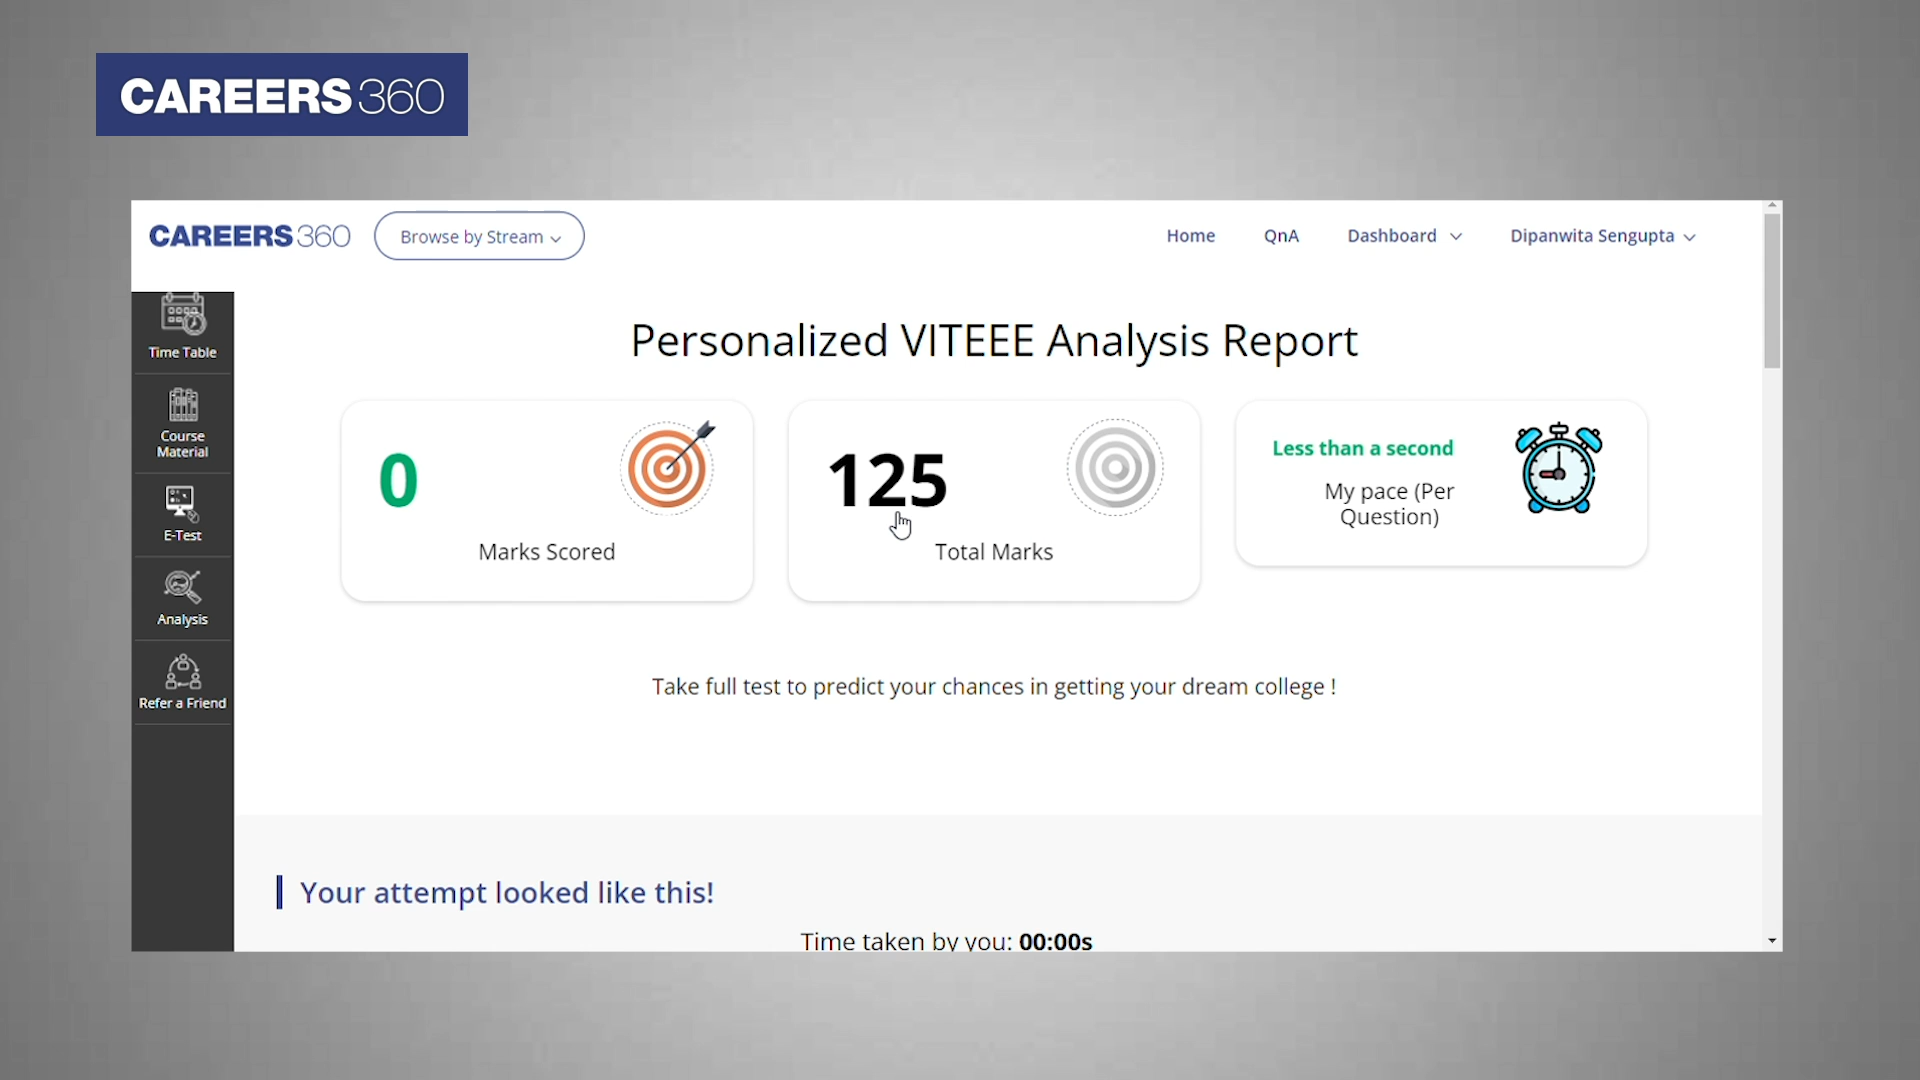 CAREERS360
CAREERS360
Browse by Stream
Home
QnA
Dashboard
Dipanwita Sengupta
Time Table
Course
Material
E-Test
Analysis
Refer a Friend
Personalized VITEEE Analysis Report
0
Marks Scored
125
Total Marks
Less than a second
My pace (Per
Question)
Take full test to predict your chances in getting your dream college !
Your attempt looked like this!
Time taken by you: 00:00s